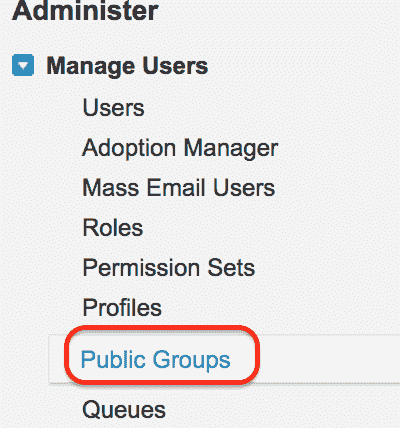 Administer
Manage Users
Users
Adoption Manager
Mass Email Users
Roles
Permission Sets
Profiles
Public Groups
Queues